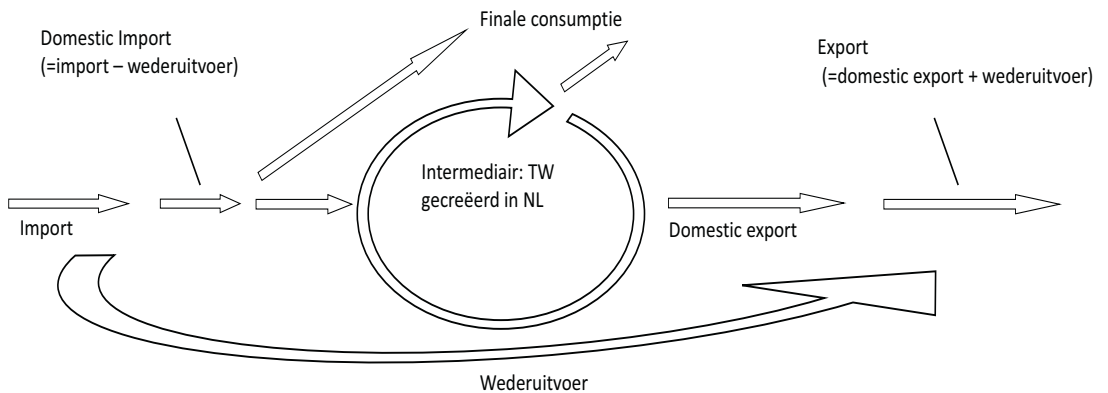 Finale consumptie
Domestic Import
(=import – wederuitvoer)
Export
(=domestic export + wederuitvoer)
Intermediair: TW
gecreëerd in NL
Import
Domestic export
Wederuitvoer